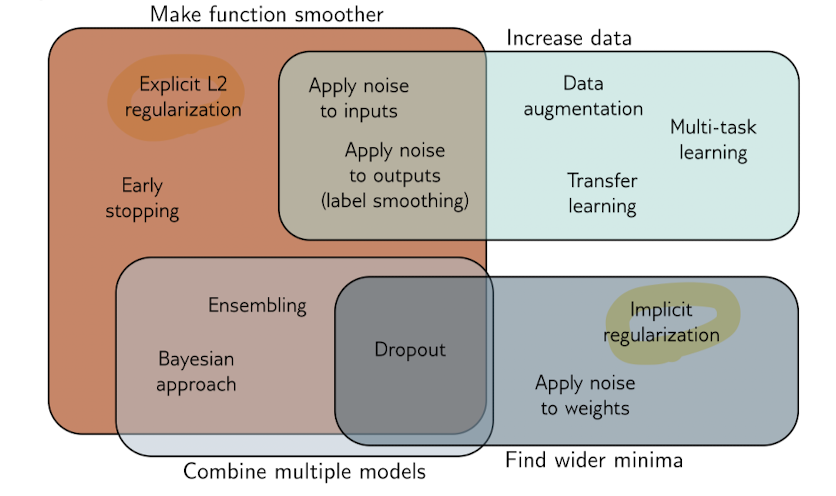 Make function smoother
Increase data
Explicit L2
regularization
Apply noise
to inputs
Data
augmentation
Multi-task
learning
Apply noise
to outputs
(label smoothing)
Early
stopping
Transfer
learning
Ensembling
Bayesian
approach
Dropout
Implicit
regularization
Apply noise
to weights
Combine multiple models
Find wider minima